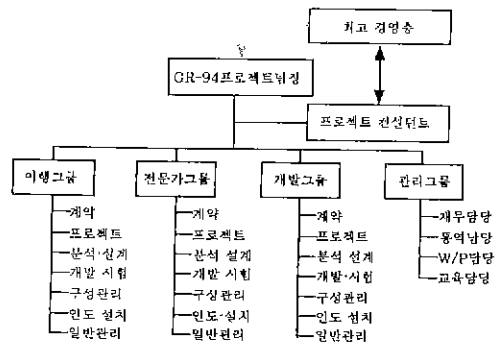 최고 경영층
GR-94프로젝트팀장
프로젝트 컨설턴트
이행그룹
전문가그룹
개발그룹
관리그룹
계약
프로젝트
분석·설계
개발 시험
구성관리
인도 설치
일반관리
계약
프로젝트
분석 설계
개발 시험
구성관리
인도·설치
일반관리
계약
프로젝트
분석 설계
개발·시험
구성관리
인도 설치
일반관리
재무담당
통역담당
W/P담당
교육담당